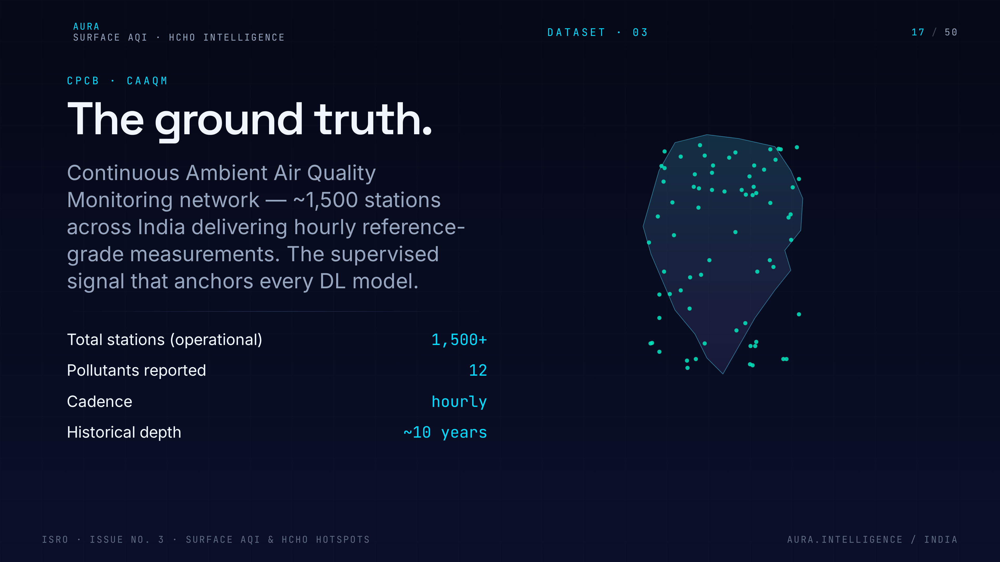 AURA
SURFACE AQI · HCHO INTELLIGENCE
DATASET · 03
17 / 50
CPCB · CAAQM
The ground truth.
Continuous Ambient Air Quality
Monitoring network — ~1,500 stations
across India delivering hourly reference-
grade measurements. The supervised
signal that anchors every DL model.
Total stations (operational) 1,500+
Pollutants reported 12
Cadence hourly
Historical depth ~10 years
ISRO · ISSUE NO. 3 · SURFACE AQI & HCHO HOTSPOTS
AURA.INTELLIGENCE / INDIA